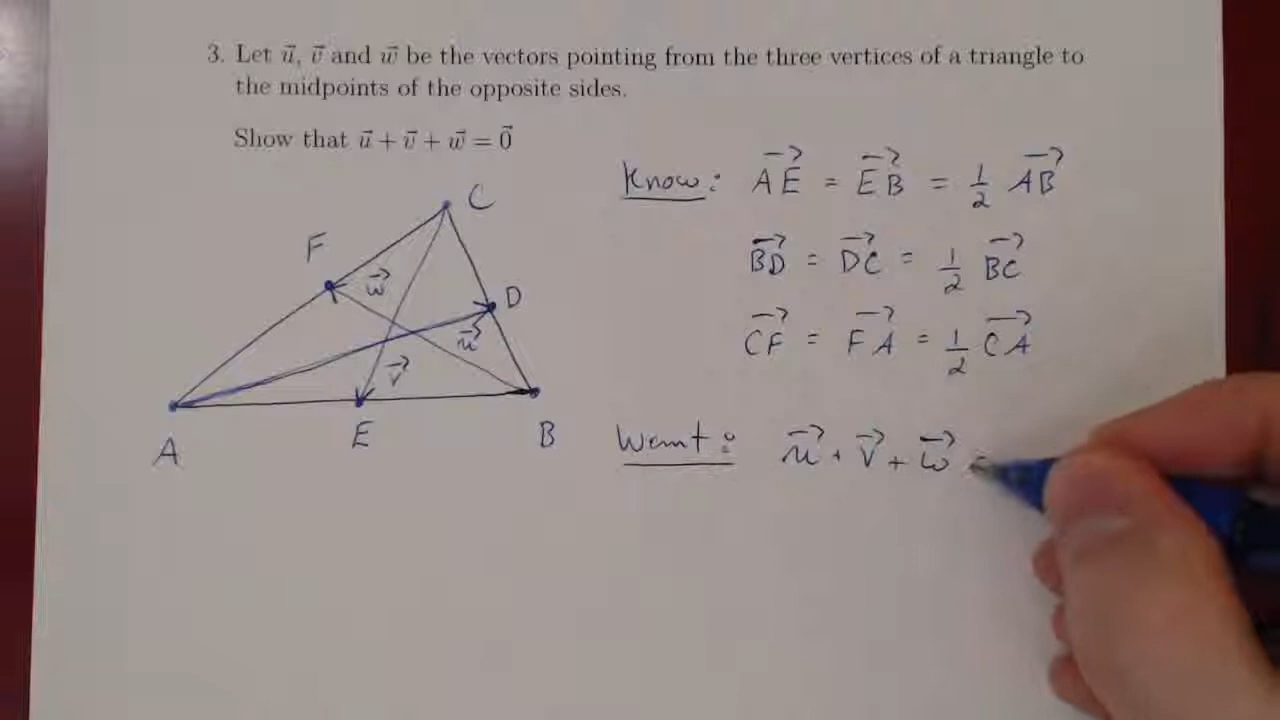 3. Let u⃗, v⃗ and w⃗ be the vectors pointing from the three vertices of a triangle to
the midpoints of the opposite sides.
Show that u⃗ + v⃗ + w⃗ = 0⃗
Know: AE⃗ = EB⃗ = 1/2 AB⃗
BD⃗ = DC⃗ = 1/2 BC⃗
CF⃗ = FA⃗ = 1/2 CA⃗
Want: u⃗ + v⃗ + w⃗ =
C
F
w⃗
D
u⃗
v⃗
A
E
B